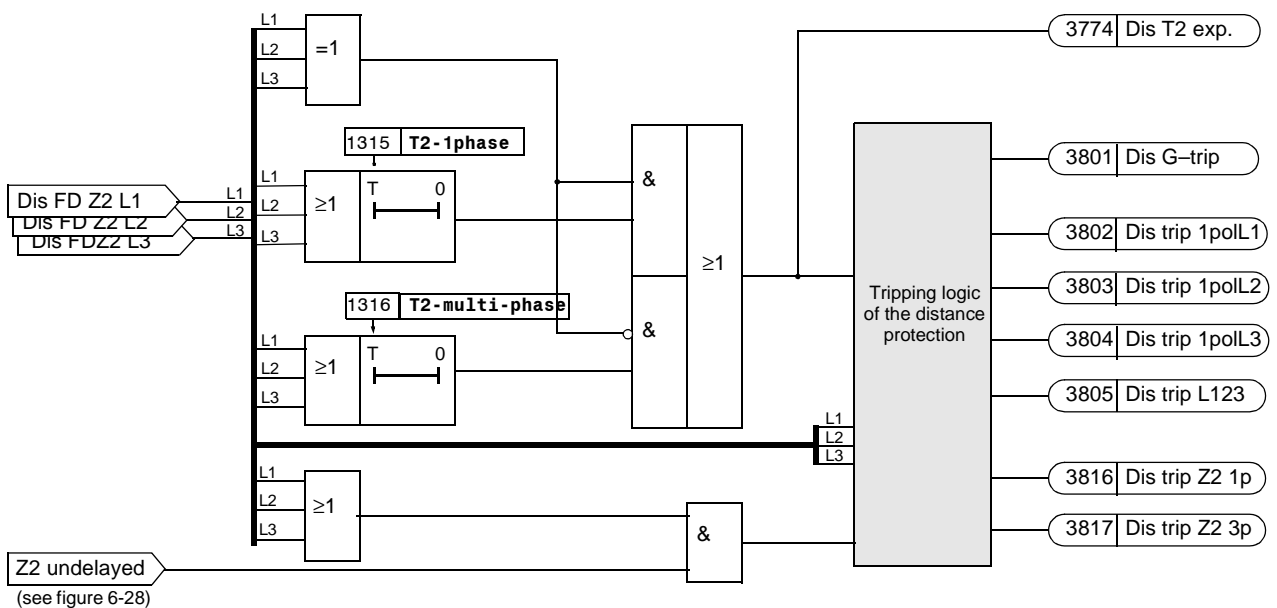 L1
L2
L3
=1
3774 Dis T2 exp.
1315 T2-1phase
L1
L2
L3
≥1
T 0
&
Dis FD Z2 L1
Dis FD Z2 L2
Dis FDZ2 L3
L1
L2
L3
≥1
3801 Dis G–trip
3802 Dis trip 1polL1
3803 Dis trip 1polL2
3804 Dis trip 1polL3
3805 Dis trip L123
Tripping logic
of the distance
protection
1316 T2-multi-phase
&
L1
L2
L3
≥1
T 0
L1
L2
L3
L1
L2
L3
≥1
&
3816 Dis trip Z2 1p
3817 Dis trip Z2 3p
Z2 undelayed
(see figure 6-28)